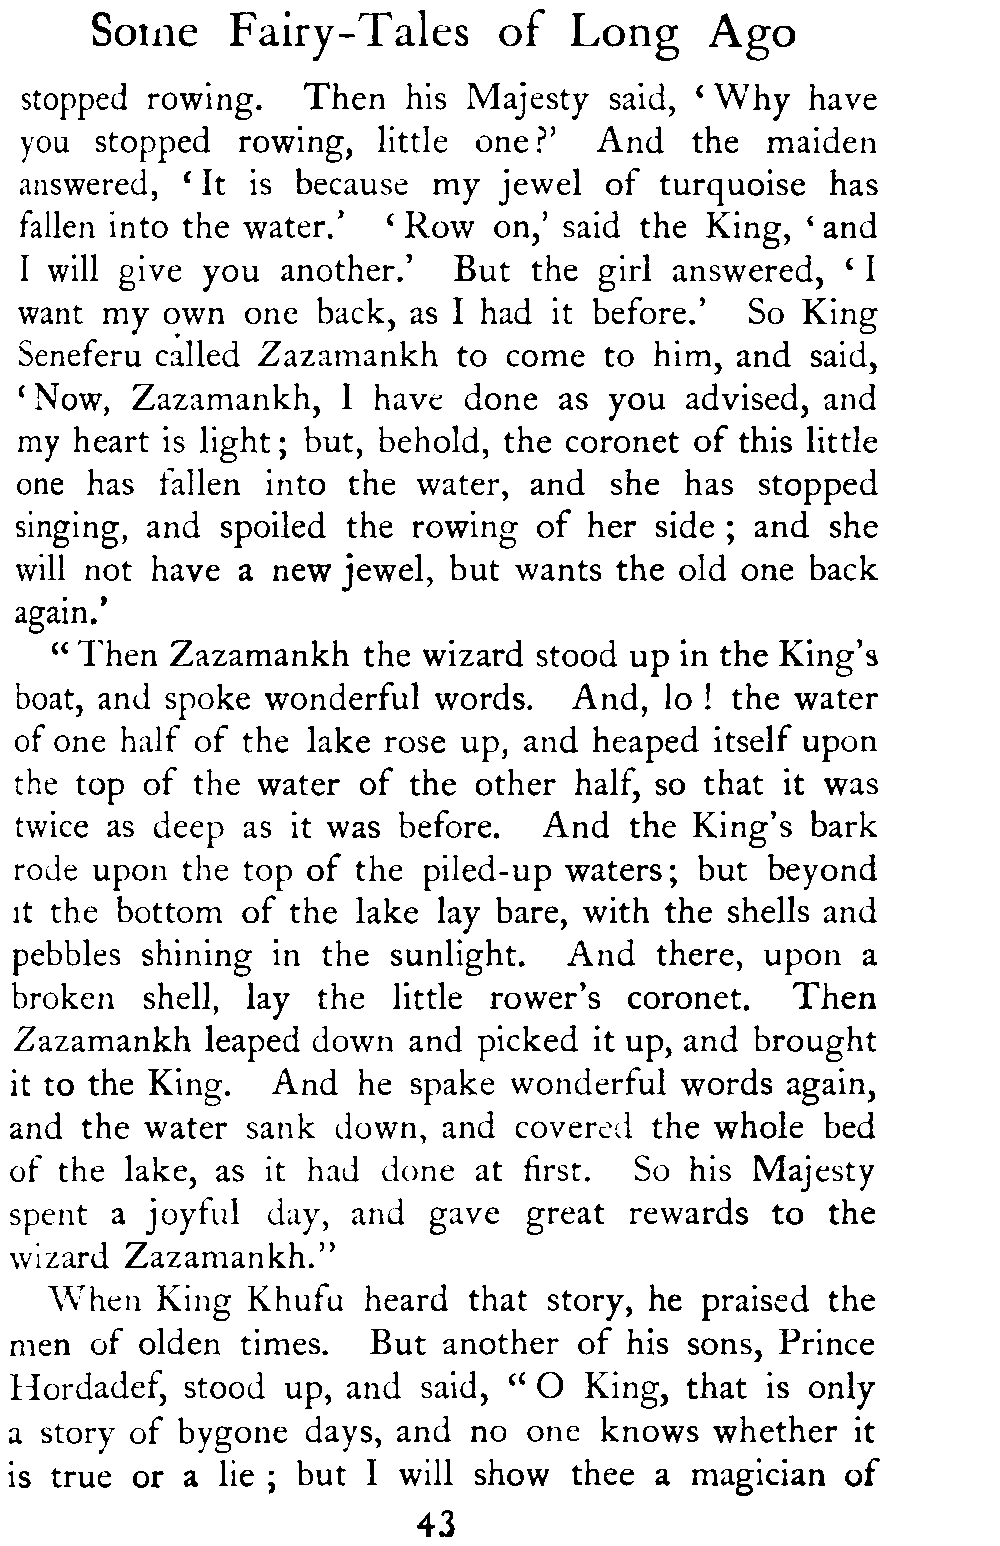 Some Fairy-Tales of Long Ago
stopped rowing. Then his Majesty said, ‘Why have
you stopped rowing, little one?’ And the maiden
answered, ‘It is because my jewel of turquoise has
fallen into the water.’ ‘Row on,’ said the King, ‘and
I will give you another.’ But the girl answered, ‘I
want my own one back, as I had it before.’ So King
Seneferu called Zazamankh to come to him, and said,
‘Now, Zazamankh, I have done as you advised, and
my heart is light; but, behold, the coronet of this little
one has fallen into the water, and she has stopped
singing, and spoiled the rowing of her side; and she
will not have a new jewel, but wants the old one back
again.’
“Then Zazamankh the wizard stood up in the King’s
boat, and spoke wonderful words. And, lo! the water
of one half of the lake rose up, and heaped itself upon
the top of the water of the other half, so that it was
twice as deep as it was before. And the King’s bark
rode upon the top of the piled-up waters; but beyond
it the bottom of the lake lay bare, with the shells and
pebbles shining in the sunlight. And there, upon a
broken shell, lay the little rower’s coronet. Then
Zazamankh leaped down and picked it up, and brought
it to the King. And he spake wonderful words again,
and the water sank down, and covered the whole bed
of the lake, as it had done at first. So his Majesty
spent a joyful day, and gave great rewards to the
wizard Zazamankh.”
When King Khufu heard that story, he praised the
men of olden times. But another of his sons, Prince
Hordadef, stood up, and said, “O King, that is only
a story of bygone days, and no one knows whether it
is true or a lie; but I will show thee a magician of
43